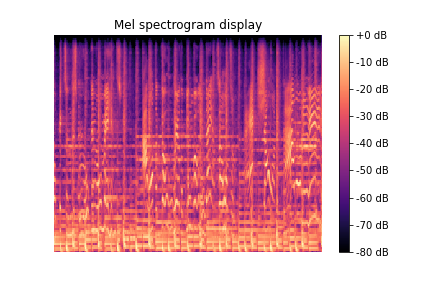 Mel spectrogram display
+0 dB
-10 dB
-20 dB
-30 dB
-40 dB
-50 dB
-60 dB
-70 dB
-80 dB